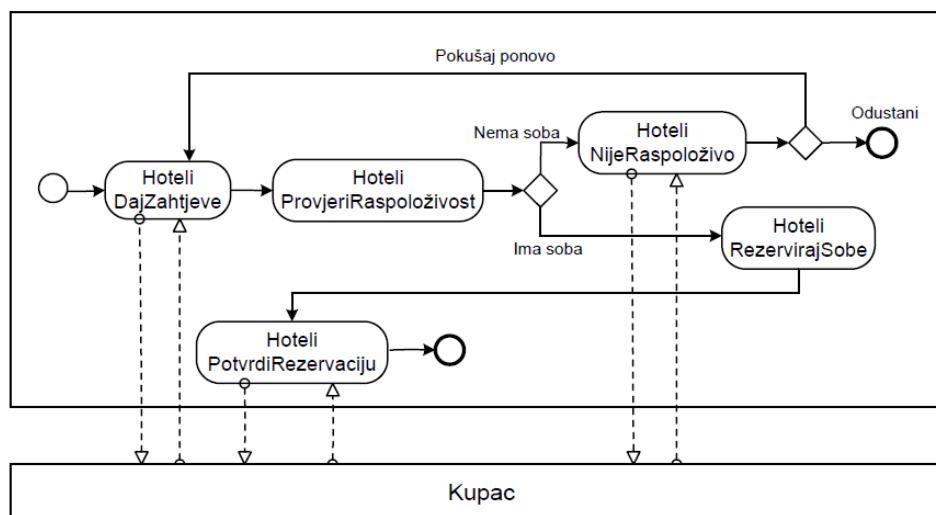 Pokušaj ponovo
Odustani
Nema soba
Hoteli
NijeRaspoloživo
Hoteli
DajZahtjeve
Hoteli
ProvjeriRaspoloživost
Ima soba
Hoteli
RezervirajSobe
Hoteli
PotvrdiRezervaciju
Kupac